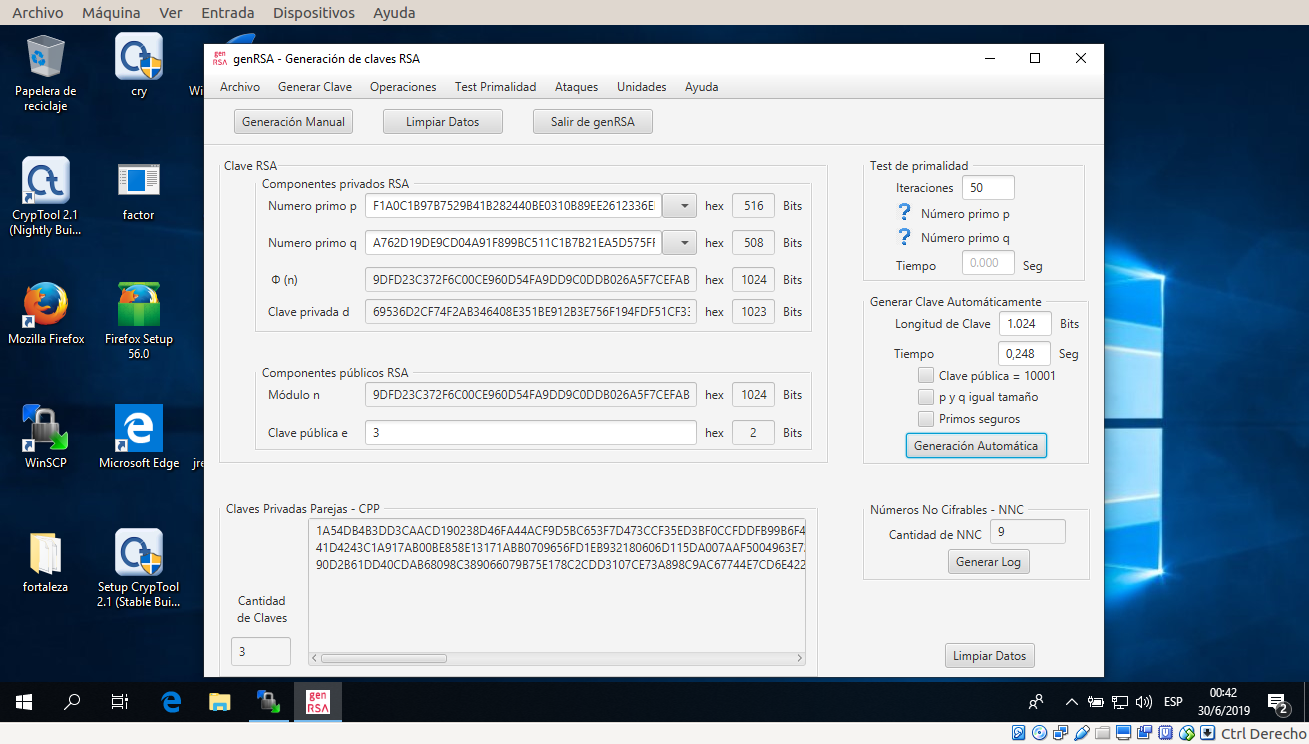 Archivo Máquina Ver Entrada Dispositivos Ayuda
Papelera de reciclaje
cry
CrypTool 2.1 (Nightly Bui...
factor
Mozilla Firefox
Firefox Setup 56.0
WinSCP
Microsoft Edge
fortaleza
Setup CrypTool 2.1 (Stable Bui...
gen RSA
genRSA - Generación de claves RSA
Archivo Generar Clave Operaciones Test Primalidad Ataques Unidades Ayuda
Generación Manual Limpiar Datos Salir de genRSA
Clave RSA
Componentes privados RSA
Numero primo p F1A0C1B97B7529B41B282440BE0310B89EE2612336E hex 516 Bits
Numero primo q A762D19DE9CD04A91F899BC511C1B7B21EA5D575FF hex 508 Bits
Φ (n) 9DFD23C372F6C00CE960D54FA9DD9C0DDB026A5F7CEFAB hex 1024 Bits
Clave privada d 69536D2CF74F2AB346408E351BE912B3E756F194FDF51CF33 hex 1023 Bits
Componentes públicos RSA
Módulo n 9DFD23C372F6C00CE960D54FA9DD9C0DDB026A5F7CEFAB hex 1024 Bits
Clave pública e 3 hex 2 Bits
Test de primalidad
Iteraciones 50
? Número primo p
? Número primo q
Tiempo 0.000 Seg
Generar Clave Automáticamente
Longitud de Clave 1.024 Bits
Tiempo 0,248 Seg
Clave pública = 10001
p y q igual tamaño
Primos seguros
Generación Automática
Claves Privadas Parejas - CPP
1A54DB4B3DD3CAACD190238D46FA44ACF9D5BC653F7D473CCF35ED3BF0CCFDDFB99B6F4
41D4243C1A917AB00BE858E13171ABB0709656FD1EB932180606D115DA007AAF5004963E7
90D2B61DD40CDAB68098C389066079B75E178C2CDD3107CE73A898C9AC67744E7CD6E422
Cantidad de Claves
3
Números No Cifrables - NNC
Cantidad de NNC 9
Generar Log
Limpiar Datos
gen RSA
ESP
00:42
30/6/2019
2
Ctrl Derecho